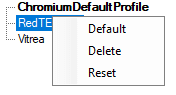 ChromiumDefaultProfile
RedTE
Default
Vitrea
Delete
Reset